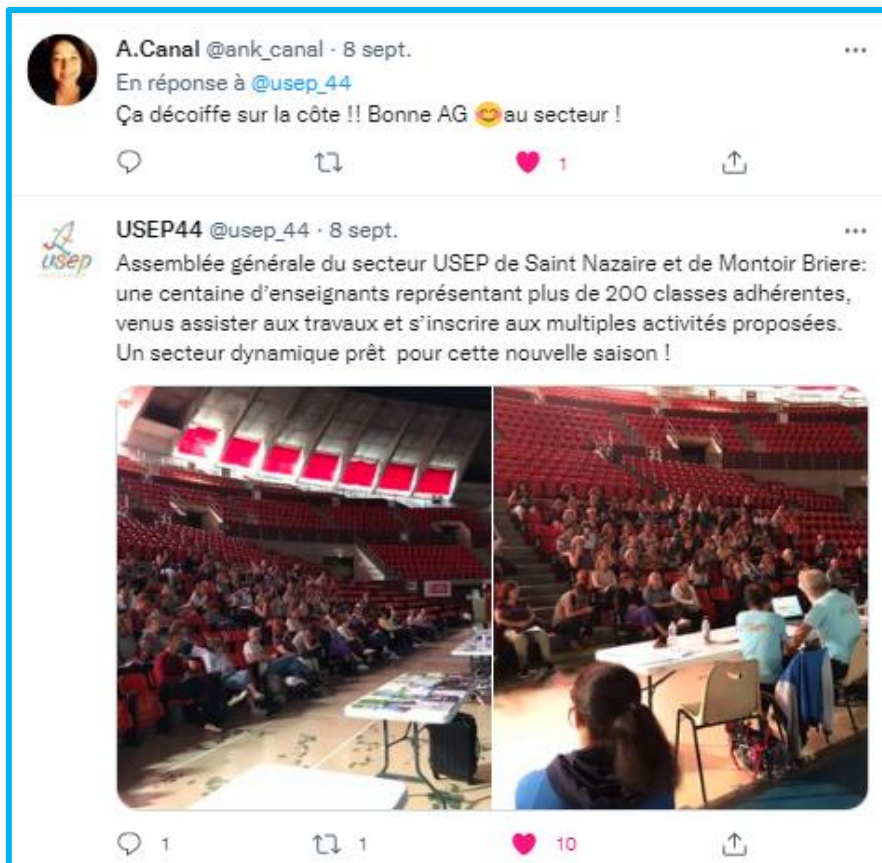 A.Canal @ank_canal · 8 sept.
En réponse à @usep_44
Ça décoiffe sur la côte !! Bonne AG 😋au secteur !
1
usep
USEP44 @usep_44 · 8 sept.
Assemblée générale du secteur USEP de Saint Nazaire et de Montoir Briere:
une centaine d’enseignants représentant plus de 200 classes adhérentes,
venus assister aux travaux et s’inscrire aux multiples activités proposées.
Un secteur dynamique prêt  pour cette nouvelle saison !
1 1 10